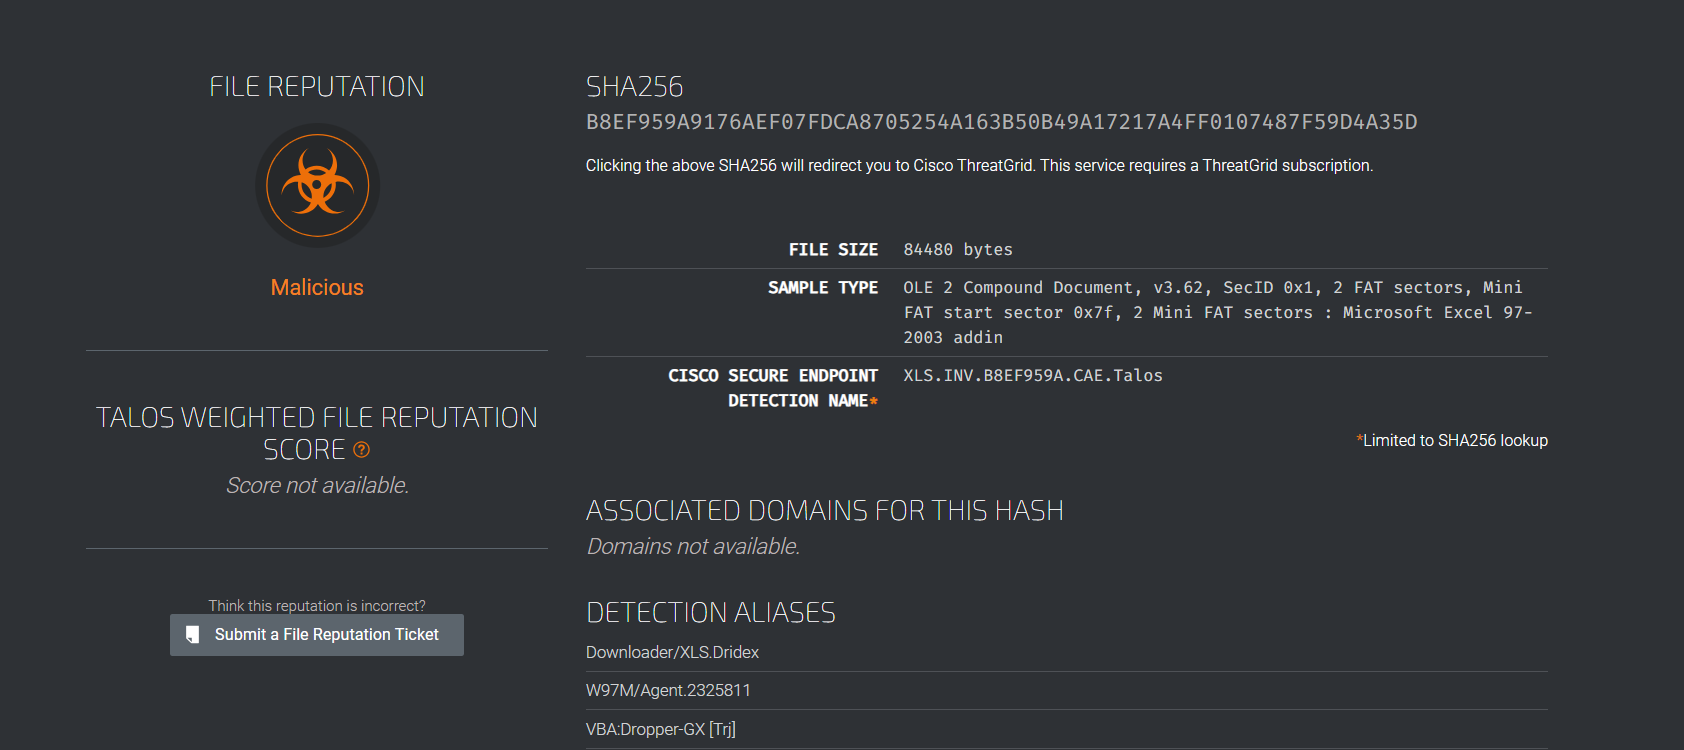 FILE REPUTATION
Malicious
TALOS WEIGHTED FILE REPUTATION
SCORE
Score not available.
Think this reputation is incorrect?
Submit a File Reputation Ticket
SHA256
B8EF959A9176AEF07FDCA8705254A163B50B49A17217A4FF0107487F59D4A35D
Clicking the above SHA256 will redirect you to Cisco ThreatGrid. This service requires a ThreatGrid subscription.
FILE SIZE 84480 bytes
SAMPLE TYPE OLE 2 Compound Document, v3.62, SecID 0x1, 2 FAT sectors, Mini
FAT start sector 0x7f, 2 Mini FAT sectors : Microsoft Excel 97-
2003 addin
CISCO SECURE ENDPOINT XLS.INV.B8EF959A.CAE.Talos
DETECTION NAME*
*Limited to SHA256 lookup
ASSOCIATED DOMAINS FOR THIS HASH
Domains not available.
DETECTION ALIASES
Downloader/XLS.Dridex
W97M/Agent.2325811
VBA:Dropper-GX [Trj]